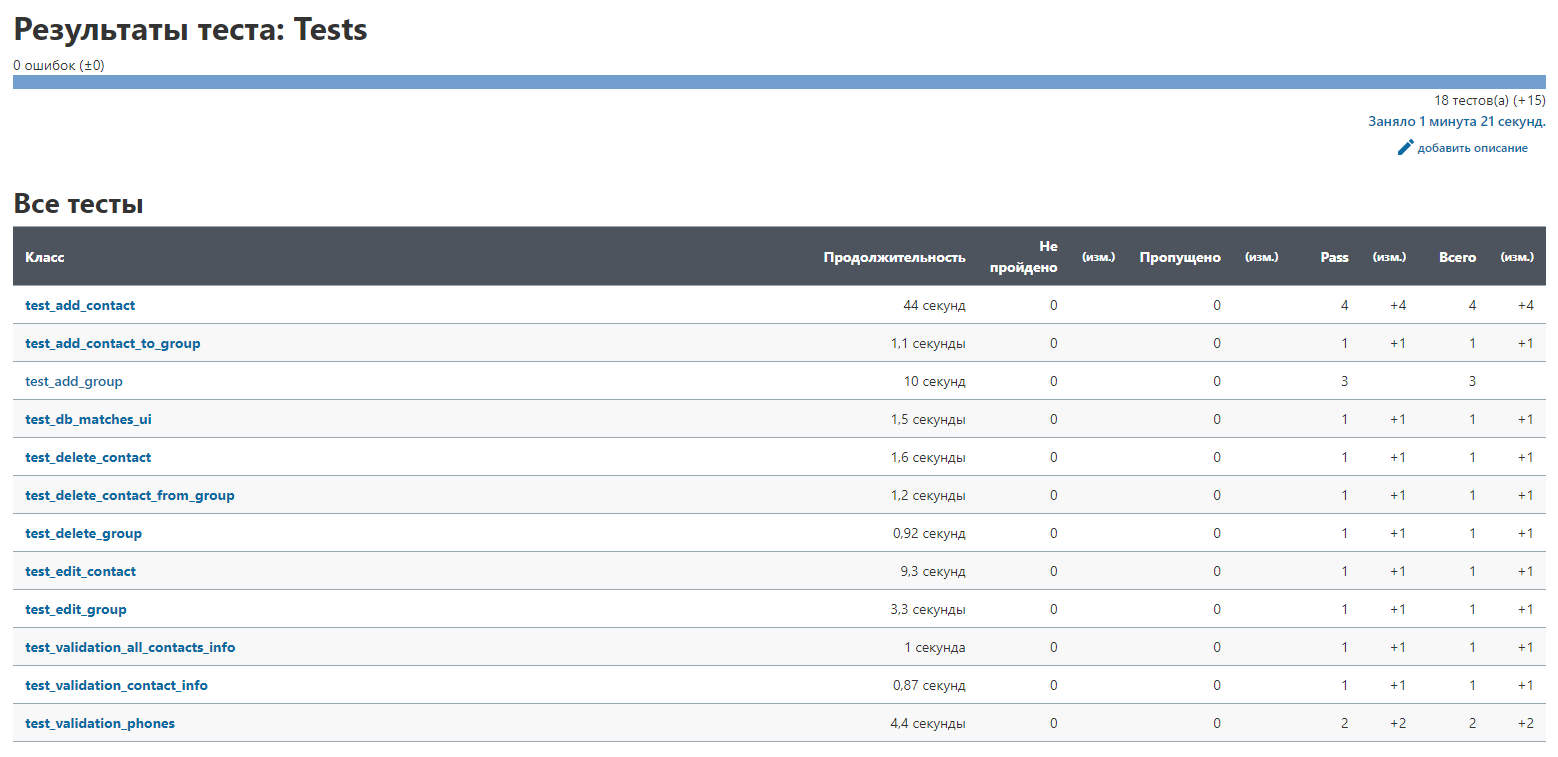 Результаты теста: Tests
0 ошибок (±0)
18 тестов(а) (+15)
Заняло 1 минута 21 секунд.
добавить описание
Все тесты
Класс Продолжительность Не пройдено (изм.) Пропущено (изм.) Pass (изм.) Всего (изм.)
test_add_contact 44 секунд 0 0 4 +4 4 +4
test_add_contact_to_group 1,1 секунды 0 0 1 +1 1 +1
test_add_group 10 секунд 0 0 3 3
test_db_matches_ui 1,5 секунды 0 0 1 +1 1 +1
test_delete_contact 1,6 секунды 0 0 1 +1 1 +1
test_delete_contact_from_group 1,2 секунды 0 0 1 +1 1 +1
test_delete_group 0,92 секунд 0 0 1 +1 1 +1
test_edit_contact 9,3 секунд 0 0 1 +1 1 +1
test_edit_group 3,3 секунды 0 0 1 +1 1 +1
test_validation_all_contacts_info 1 секунда 0 0 1 +1 1 +1
test_validation_contact_info 0,87 секунд 0 0 1 +1 1 +1
test_validation_phones 4,4 секунды 0 0 2 +2 2 +2